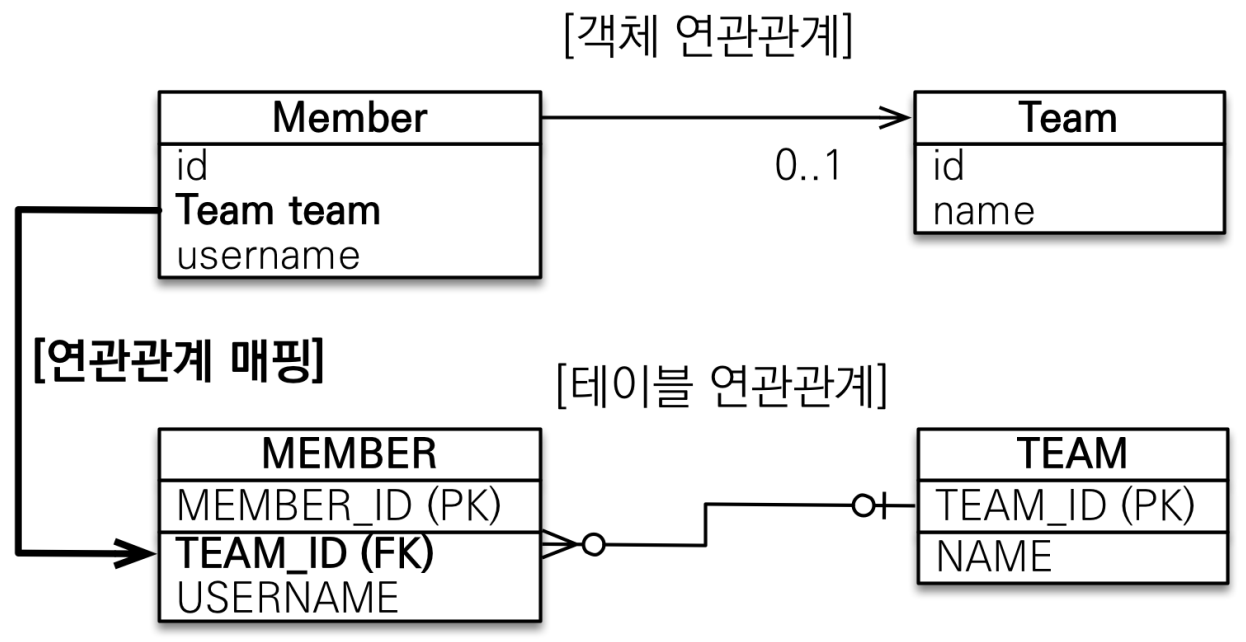 [객체 연관관계]
Member
id
Team team
username
0..1
Team
id
name
[연관관계 매핑]
[테이블 연관관계]
MEMBER
MEMBER_ID (PK)
TEAM_ID (FK)
USERNAME
TEAM
TEAM_ID (PK)
NAME